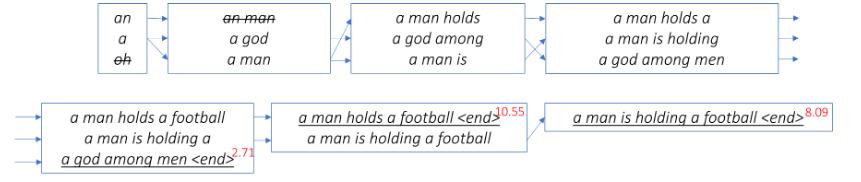 an
a
oh
an man
a god
a man
a man holds
a god among
a man is
a man holds a
a man is holding
a god among men
a man holds a football
a man is holding a
a god among men <end> 2.71
a man holds a football <end> 10.55
a man is holding a football
a man is holding a football <end> 8.09